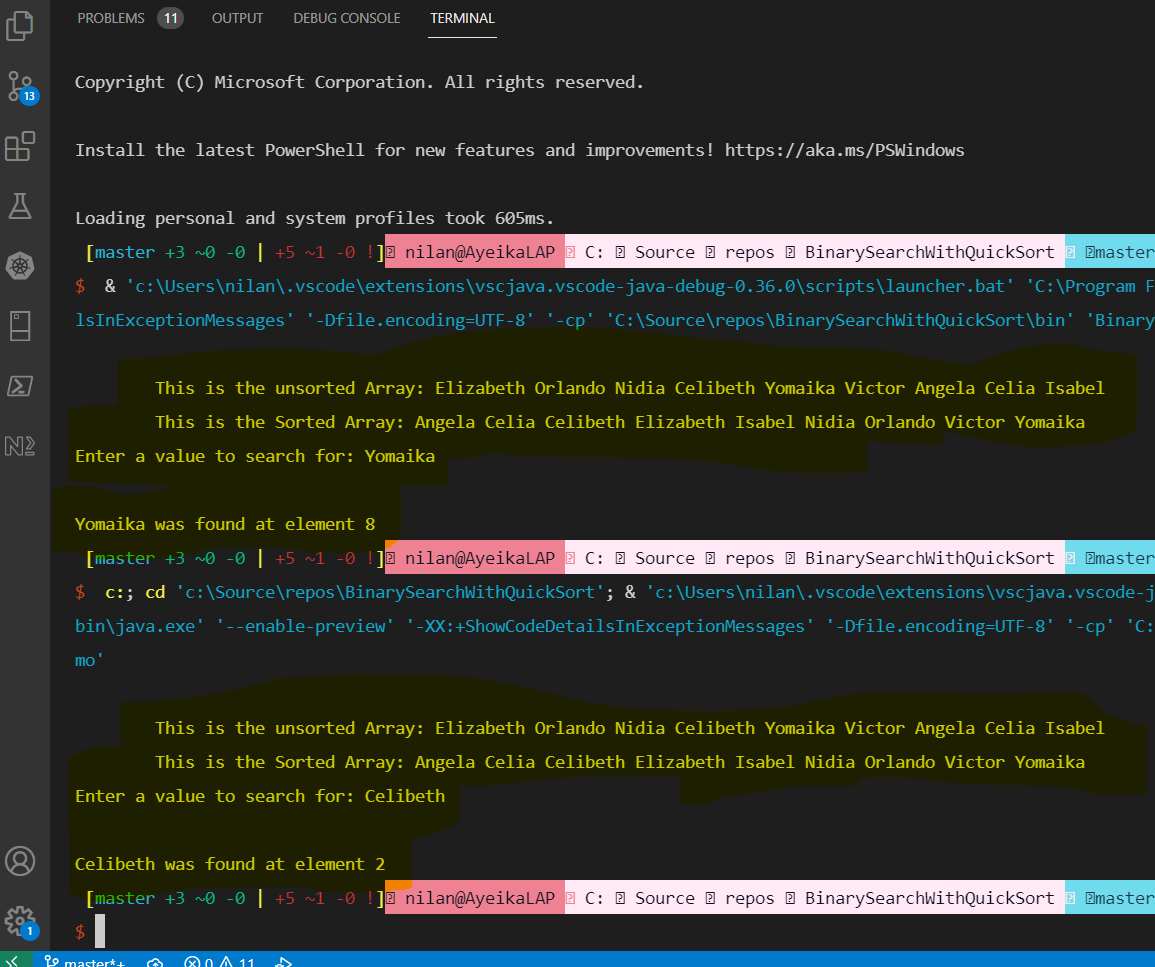 PROBLEMS 11 OUTPUT DEBUG CONSOLE TERMINAL
Copyright (C) Microsoft Corporation. All rights reserved.
13
Install the latest PowerShell for new features and improvements! https://aka.ms/PSWindows
Loading personal and system profiles took 605ms.
[master +3 ~0 -0 | +5 ~1 -0 !] nilan@AyeikaLAP C: Source repos BinarySearchWithQuickSort master
$ & 'c:\Users\nilan\.vscode\extensions\vscjava.vscode-java-debug-0.36.0\scripts\launcher.bat' 'C:\Program F
lsInExceptionMessages' '-Dfile.encoding=UTF-8' '-cp' 'C:\Source\repos\BinarySearchWithQuickSort\bin' 'Binary
This is the unsorted Array: Elizabeth Orlando Nidia Celibeth Yomaika Victor Angela Celia Isabel
This is the Sorted Array: Angela Celia Celibeth Elizabeth Isabel Nidia Orlando Victor Yomaika
Enter a value to search for: Yomaika
Yomaika was found at element 8
[master +3 ~0 -0 | +5 ~1 -0 !] nilan@AyeikaLAP C: Source repos BinarySearchWithQuickSort master
$ c:; cd 'c:\Source\repos\BinarySearchWithQuickSort'; & 'c:\Users\nilan\.vscode\extensions\vscjava.vscode-j
bin\java.exe' '--enable-preview' '-XX:+ShowCodeDetailsInExceptionMessages' '-Dfile.encoding=UTF-8' '-cp' 'C:
mo'
This is the unsorted Array: Elizabeth Orlando Nidia Celibeth Yomaika Victor Angela Celia Isabel
This is the Sorted Array: Angela Celia Celibeth Elizabeth Isabel Nidia Orlando Victor Yomaika
Enter a value to search for: Celibeth
Celibeth was found at element 2
[master +3 ~0 -0 | +5 ~1 -0 !] nilan@AyeikaLAP C: Source repos BinarySearchWithQuickSort master
$
1
master*+ 0 11